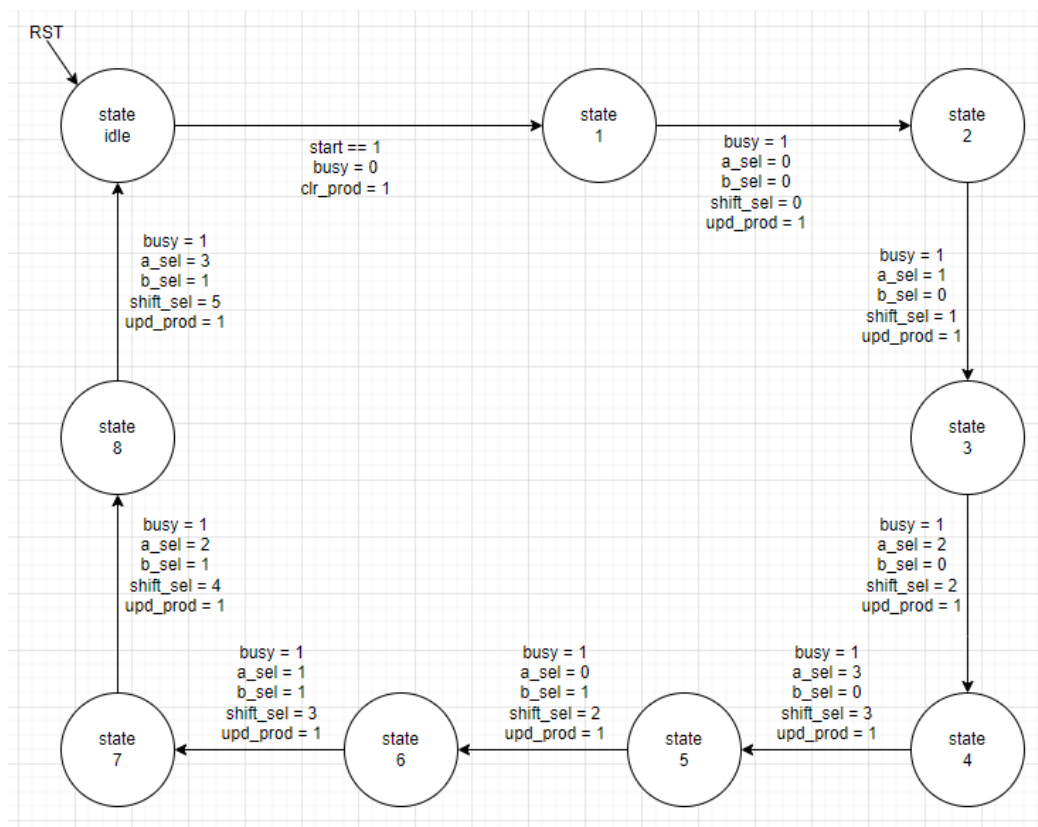 RST
state
idle
start == 1
busy = 0
clr_prod = 1
state
1
busy = 1
a_sel = 0
b_sel = 0
shift_sel = 0
upd_prod = 1
state
2
busy = 1
a_sel = 1
b_sel = 0
shift_sel = 1
upd_prod = 1
state
3
busy = 1
a_sel = 2
b_sel = 0
shift_sel = 2
upd_prod = 1
state
4
busy = 1
a_sel = 3
b_sel = 0
shift_sel = 3
upd_prod = 1
state
5
busy = 1
a_sel = 0
b_sel = 1
shift_sel = 2
upd_prod = 1
state
6
busy = 1
a_sel = 1
b_sel = 1
shift_sel = 3
upd_prod = 1
state
7
busy = 1
a_sel = 2
b_sel = 1
shift_sel = 4
upd_prod = 1
state
8
busy = 1
a_sel = 3
b_sel = 1
shift_sel = 5
upd_prod = 1